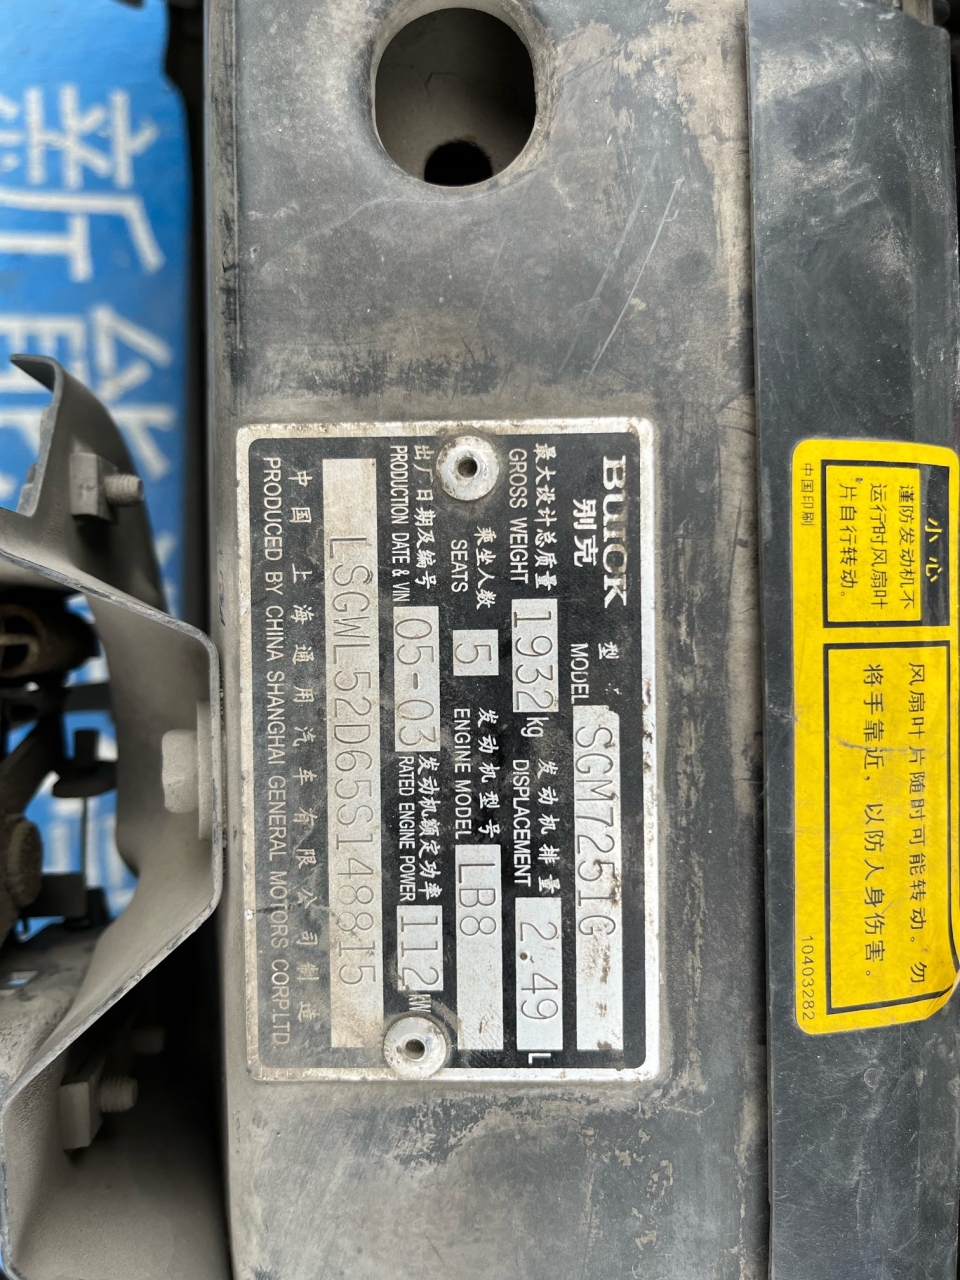 BUICK
别克
型
MODEL SGM7251G
最大设计总质量
GROSS WEIGHT 1932 kg
发动机排量
DISPLACEMENT 2.49 L
乘坐人数
SEATS 5
发动机型号
ENGINE MODEL LB8
出厂日期及编号
PRODUCTION DATE & VIN 05-03
发动机额定功率
RATED ENGINE POWER 112 KW
LSGWL52D65S148815
中国上海通用汽车有限公司制造
PRODUCED BY CHINA SHANGHAI GENERAL MOTORS CORP.LTD.
小心
谨防发动机不
运行时风扇叶
片自行转动。
中国印刷
风扇叶片随时可能转动。勿
将手靠近，以防人身伤害。
10403282
新能